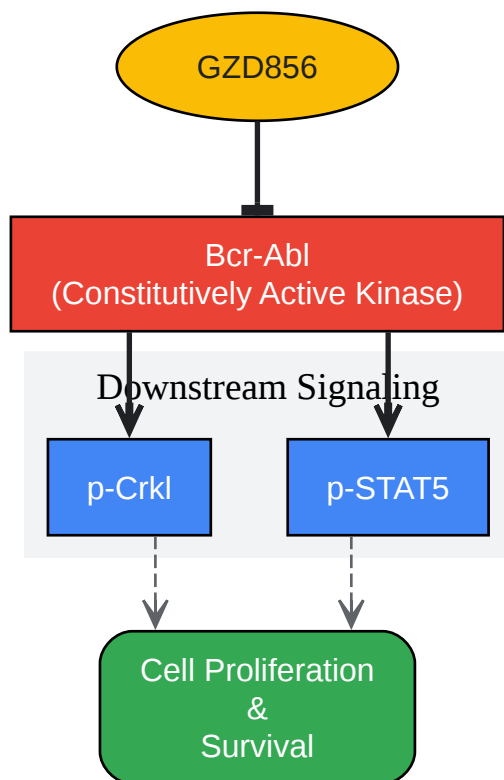 GZD856
Bcr-Abl
(Constitutively Active Kinase)
Downstream Signaling
p-Crkl
p-STAT5
Cell Proliferation
&
Survival